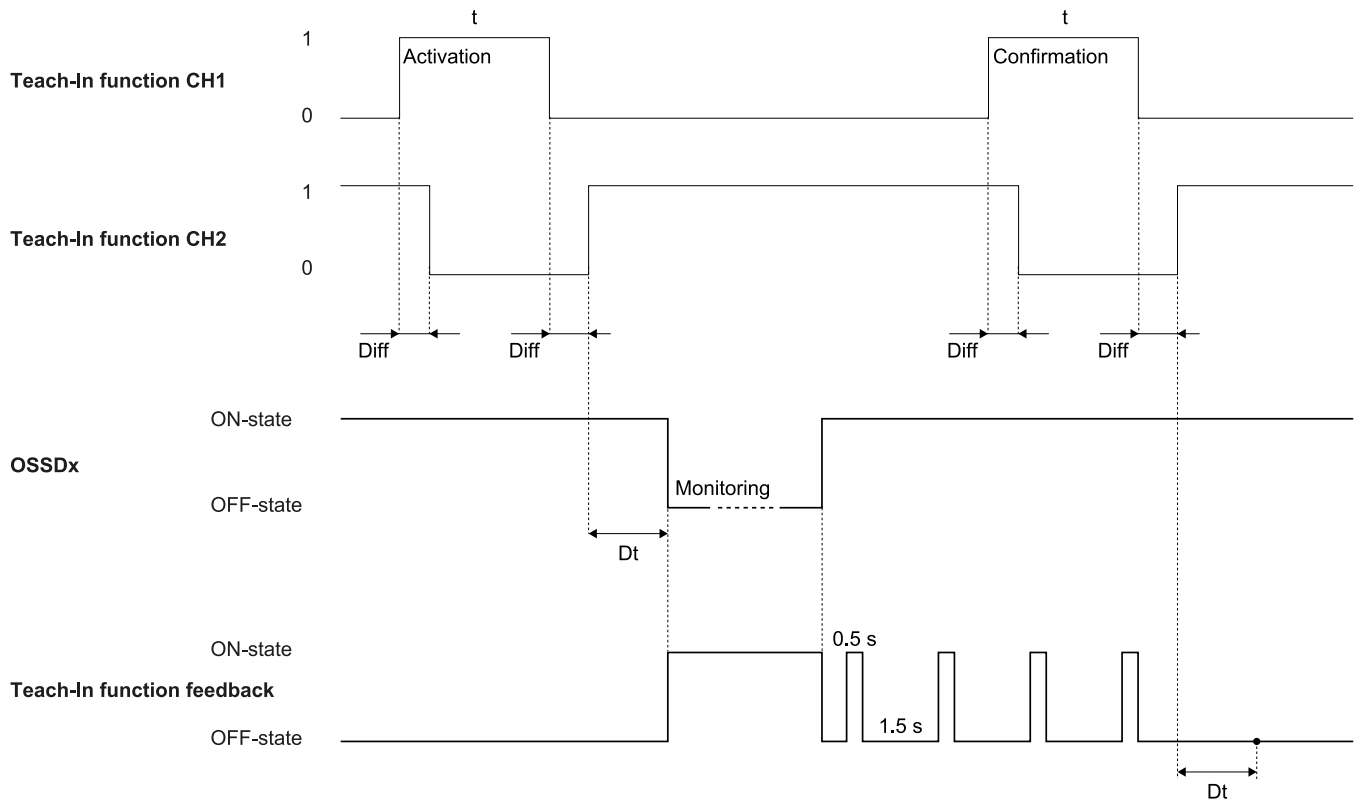 t t
1
Activation Confirmation
Teach-In function CH1
0
1
Teach-In function CH2
0
Diff Diff Diff Diff
ON-state
OSSDx
Monitoring
OFF-state
Dt
ON-state
0.5 s
Teach-In function feedback
1.5 s
OFF-state
Dt